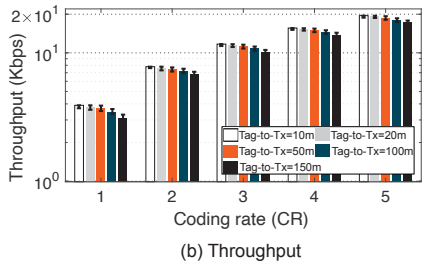 2×10¹
10¹
10⁰
Throughput (Kbps)
Tag-to-Tx=10m Tag-to-Tx=20m
Tag-to-Tx=50m Tag-to-Tx=100m
Tag-to-Tx=150m
1 2 3 4 5
Coding rate (CR)
(b) Throughput